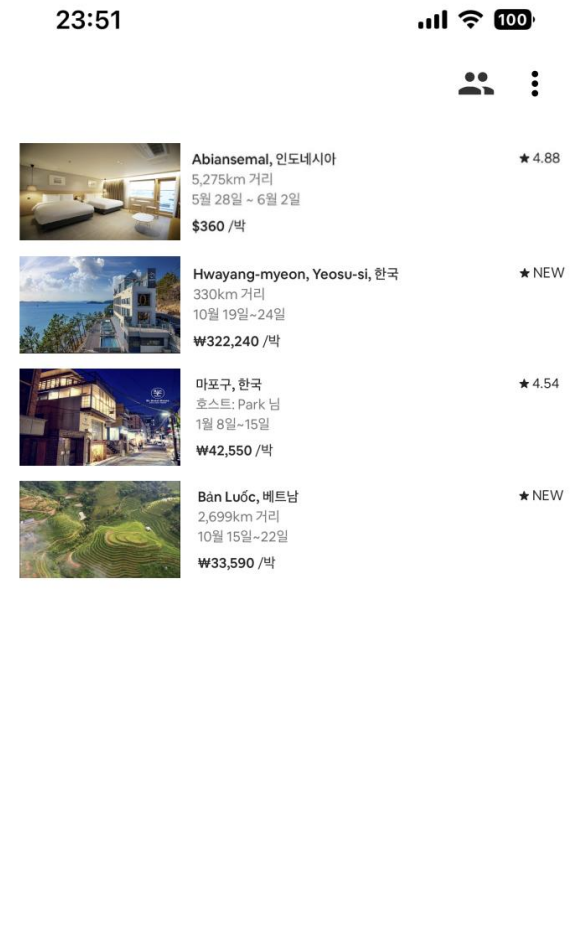 23:51
100
Abiansemal, 인도네시아
★ 4.88
5,275km 거리
5월 28일 ~ 6월 2일
$360 /박
Hwayang-myeon, Yeosu-si, 한국
★ NEW
330km 거리
10월 19일~24일
₩322,240 /박
마포구, 한국
★ 4.54
호스트: Park 님
1월 8일~15일
₩42,550 /박
Bản Luốc, 베트남
★ NEW
2,699km 거리
10월 15일~22일
₩33,590 /박